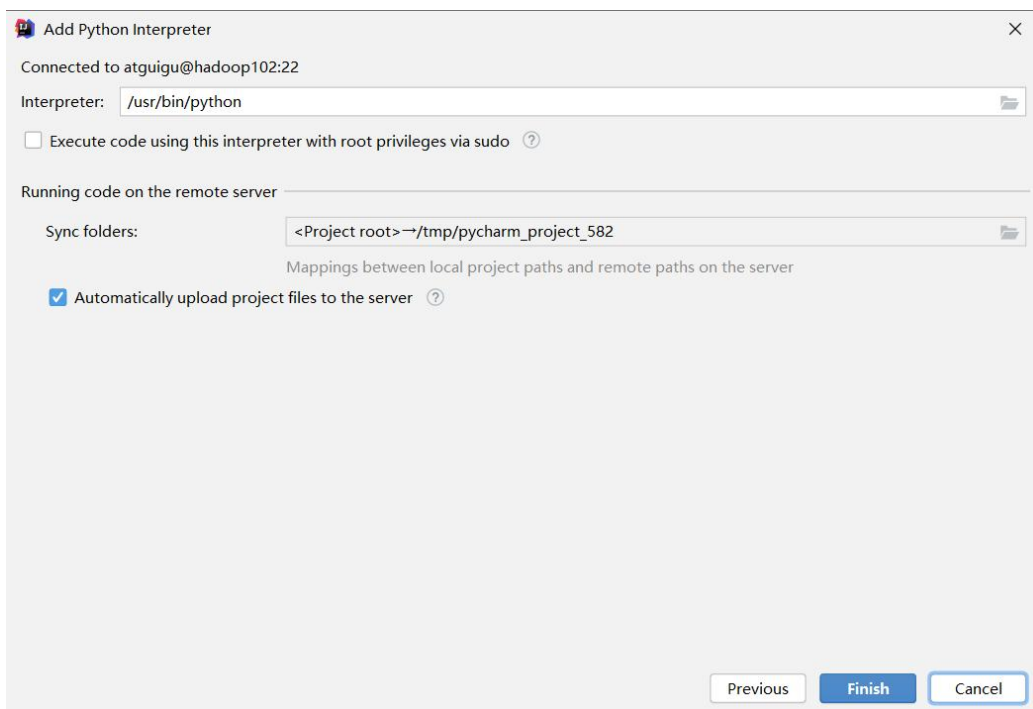 Add Python Interpreter
Connected to atguigu@hadoop102:22
Interpreter: /usr/bin/python
Execute code using this interpreter with root privileges via sudo ?
Running code on the remote server
Sync folders: <Project root>→/tmp/pycharm_project_582
Mappings between local project paths and remote paths on the server
Automatically upload project files to the server ?
Previous Finish Cancel